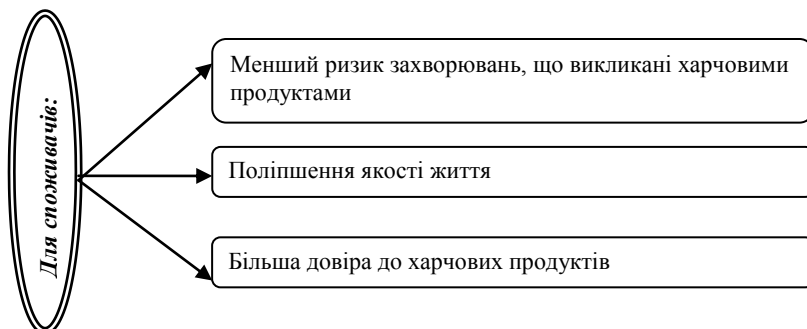 Для споживачів:
Менший ризик захворювань, що викликані харчовими
продуктами
Поліпшення якості життя
Більша довіра до харчових продуктів